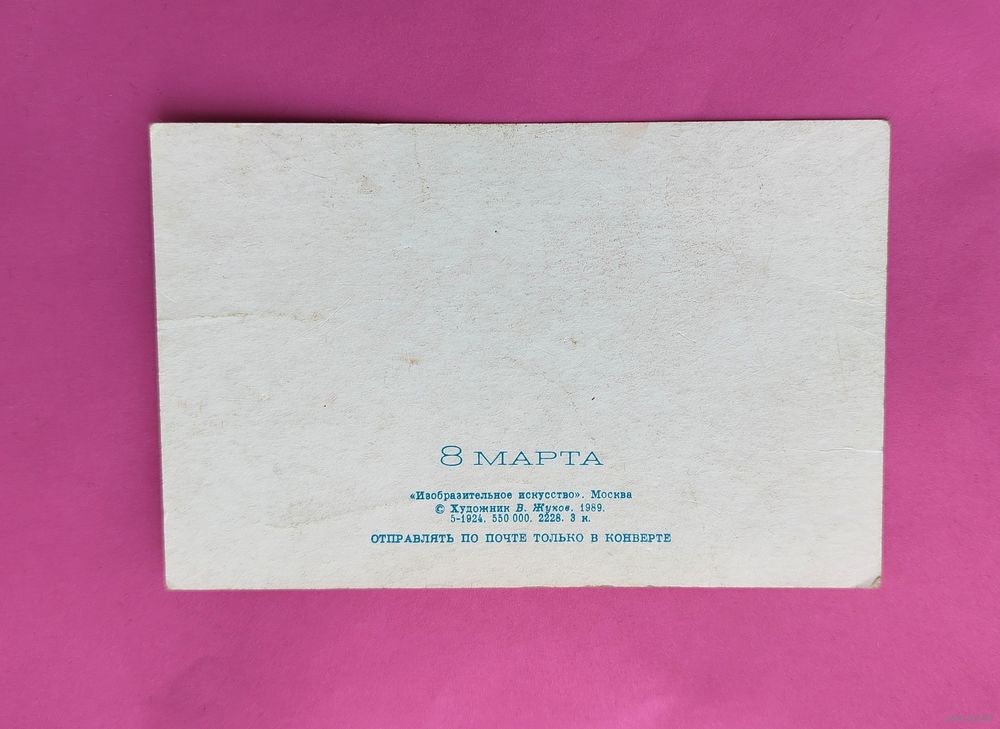 8 МАРТА
«Изобразительное искусство». Москва
© Художник В. Жуков. 1989.
5-1924. 550 000. 2228. 3 к.
ОТПРАВЛЯТЬ ПО ПОЧТЕ ТОЛЬКО В КОНВЕРТЕ